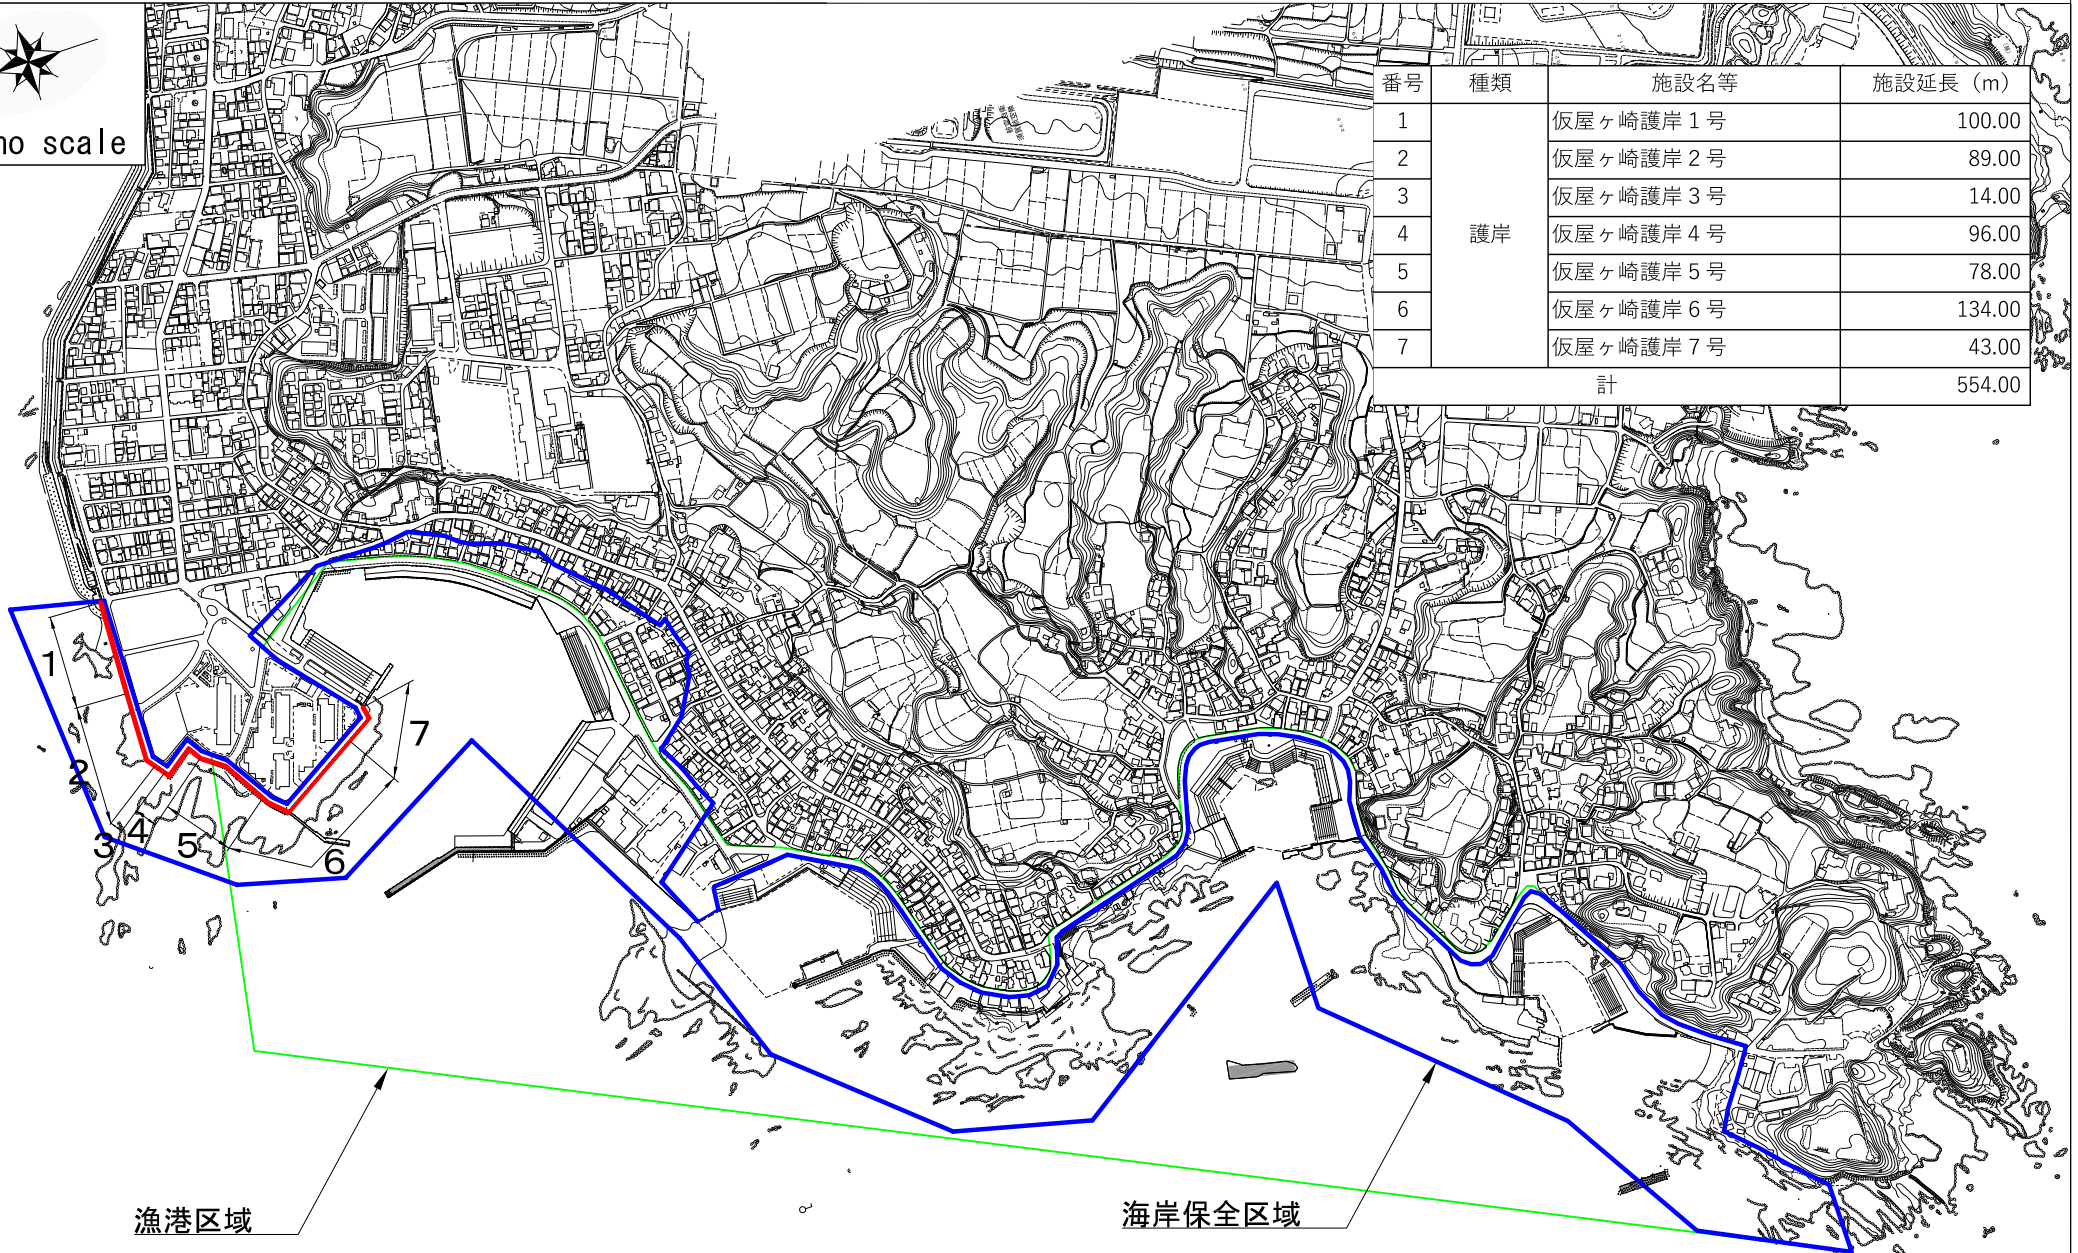 no scale
番号 種類 施設名等 施設延長（m）
1 護岸 仮屋ヶ崎護岸１号 100.00
2 仮屋ヶ崎護岸２号 89.00
3 仮屋ヶ崎護岸３号 14.00
4 仮屋ヶ崎護岸４号 96.00
5 仮屋ヶ崎護岸５号 78.00
6 仮屋ヶ崎護岸６号 134.00
7 仮屋ヶ崎護岸７号 43.00
計 554.00
1
2
3
4
5
6
7
漁港区域
海岸保全区域